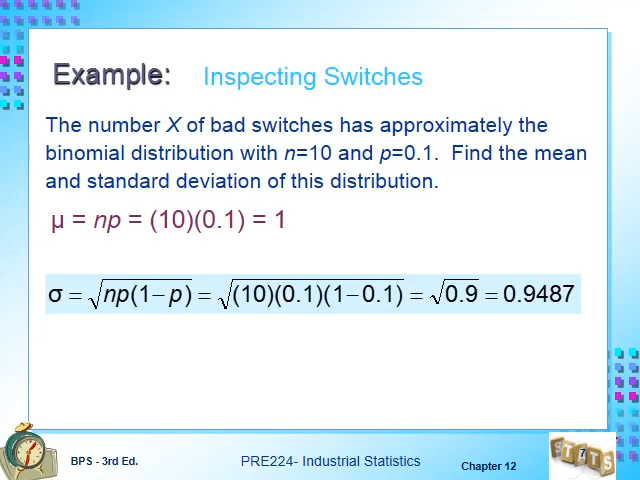 Example: Inspecting Switches
The number X of bad switches has approximately the
binomial distribution with n=10 and p=0.1. Find the mean
and standard deviation of this distribution.
μ = np = (10)(0.1) = 1
σ = √np(1− p) = √(10)(0.1)(1−0.1) = √0.9 = 0.9487
BPS - 3rd Ed.
PRE224- Industrial Statistics
Chapter 12
7
STATS